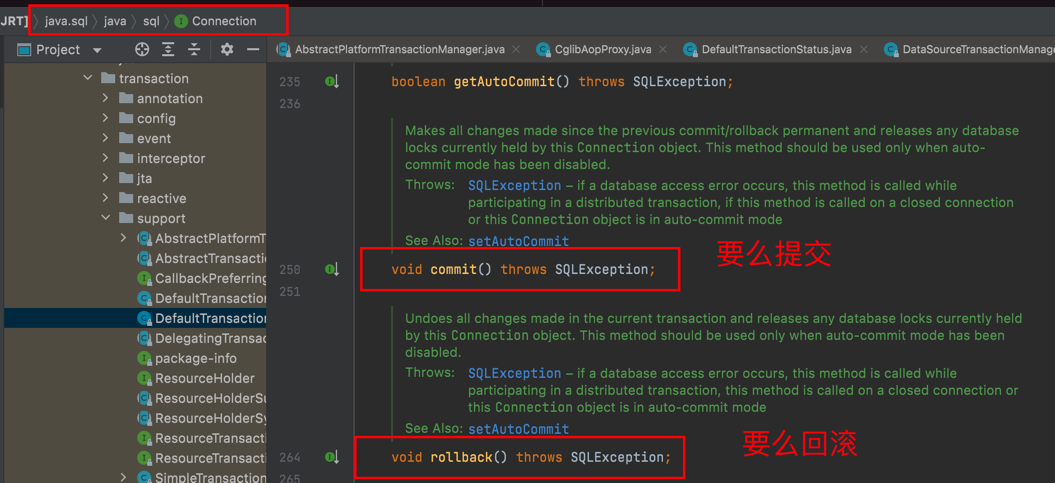 JRT] java.sql java sql Connection
Project
AbstractPlatformTransactionManager.java CglibAopProxy.java DefaultTransactionStatus.java DataSourceTransactionManage
transaction
annotation
config
event
interceptor
jta
reactive
support
AbstractPlatformT
AbstractTransactio
CallbackPreferring
DefaultTransaction
DefaultTransaction
DelegatingTransac
package-info
ResourceHolder
ResourceHolderSu
ResourceHolderSy
ResourceTransacti
ResourceTransacti
SimpleTransaction
235 boolean getAutoCommit() throws SQLException;
236
Makes all changes made since the previous commit/rollback permanent and releases any database
locks currently held by this Connection object. This method should be used only when auto-
commit mode has been disabled.
Throws: SQLException – if a database access error occurs, this method is called while
participating in a distributed transaction, if this method is called on a closed connection
or this Connection object is in auto-commit mode
See Also: setAutoCommit
要么提交
250 void commit() throws SQLException;
251
Undoes all changes made in the current transaction and releases any database locks currently held
by this Connection object. This method should be used only when auto-commit mode has been
disabled.
Throws: SQLException – if a database access error occurs, this method is called while
participating in a distributed transaction, this method is called on a closed connection or
this Connection object is in auto-commit mode
See Also: setAutoCommit
要么回滚
264 void rollback() throws SQLException;
265